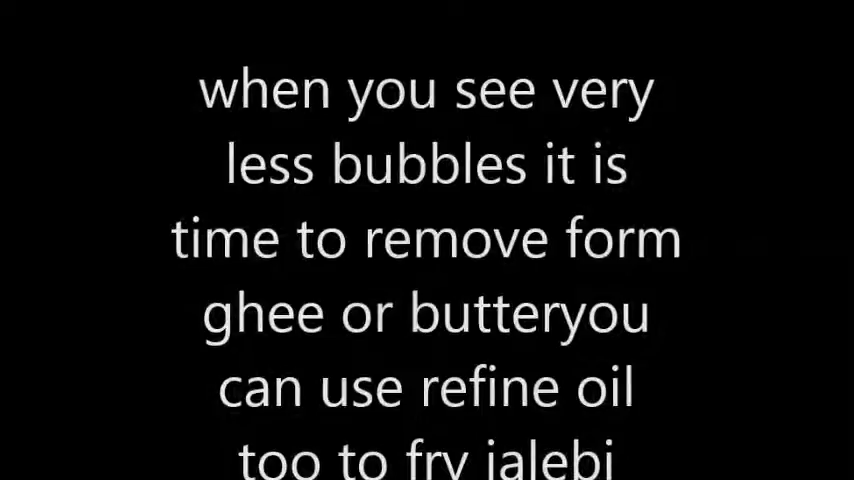 when you see very
less bubbles it is
time to remove form
ghee or butteryou
can use refine oil
too to fry jalebi